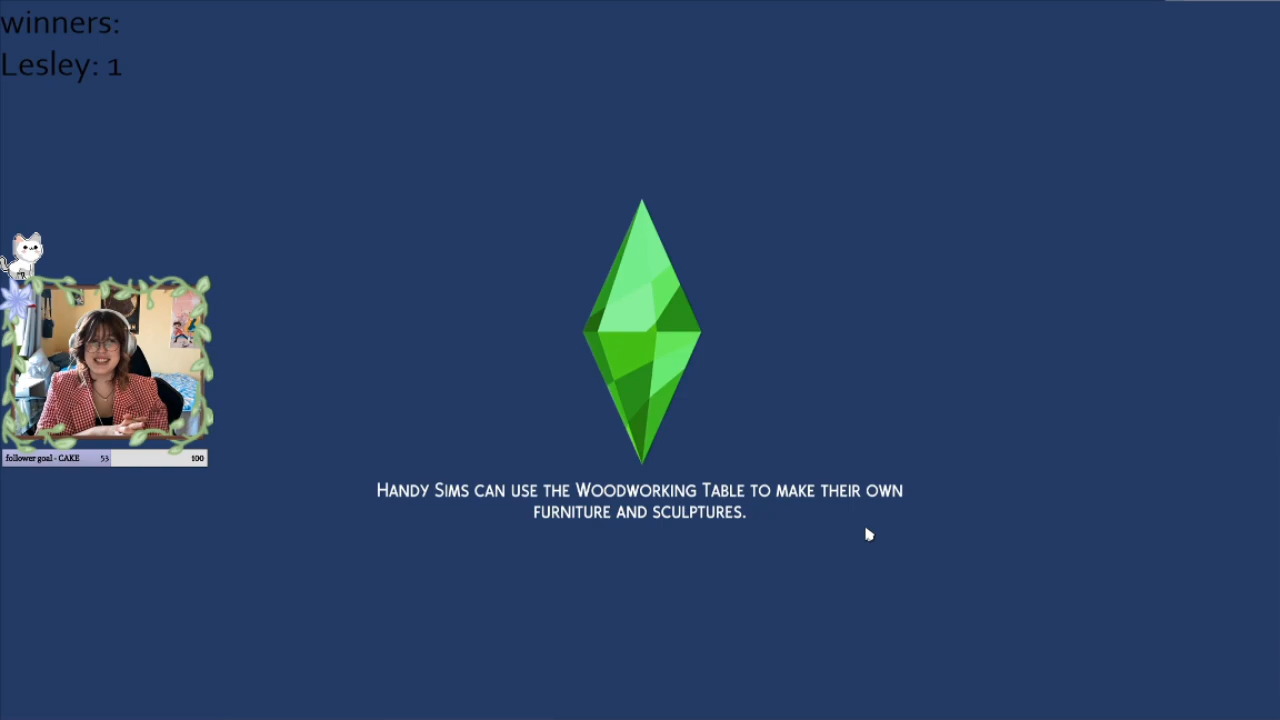 winners:
Lesley: 1
follower goal - CAKE 53 100
HANDY SIMS CAN USE THE WOODWORKING TABLE TO MAKE THEIR OWN
FURNITURE AND SCULPTURES.